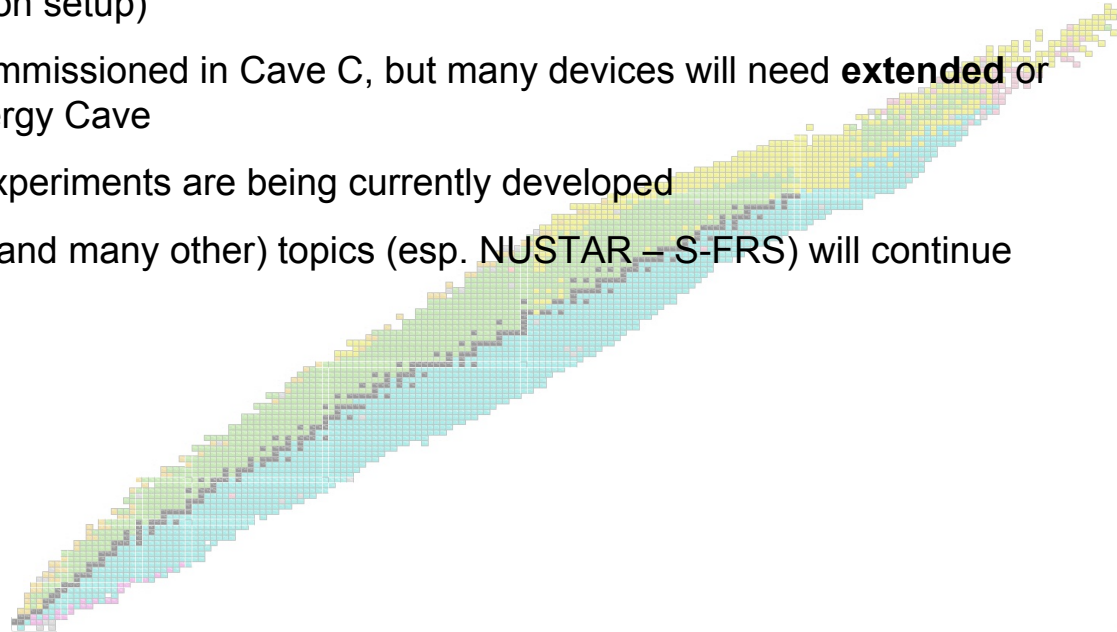 on setup)
mmissioned in Cave C, but many devices will need extended or
ergy Cave
xperiments are being currently developed
and many other) topics (esp. NUSTAR – S-FRS) will continue